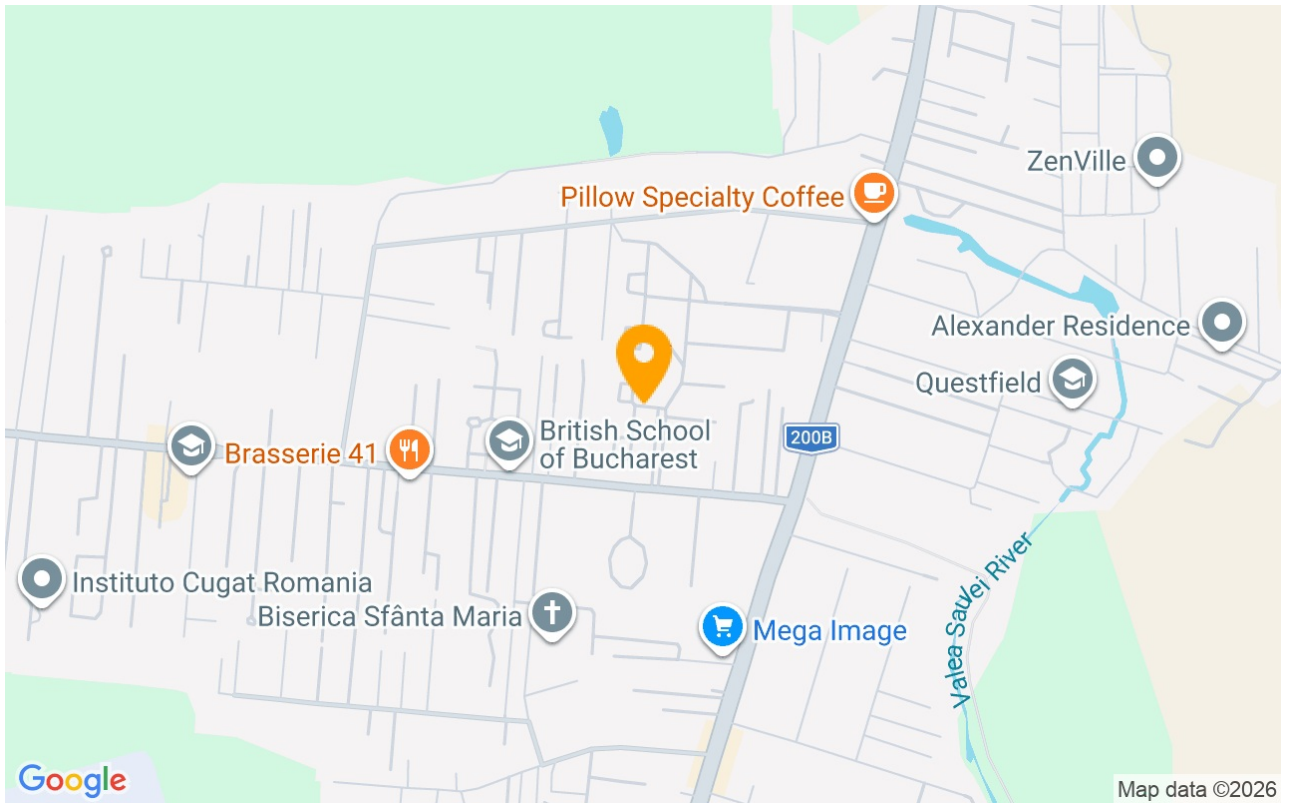 ZenVille
Pillow Specialty Coffee
Alexander Residence
Questfield
200B
British School
of Bucharest
Brasserie 41
Instituto Cugat Romania
Biserica Sfânta Maria
Mega Image
Valea Saulei River
Google
Map data ©2026